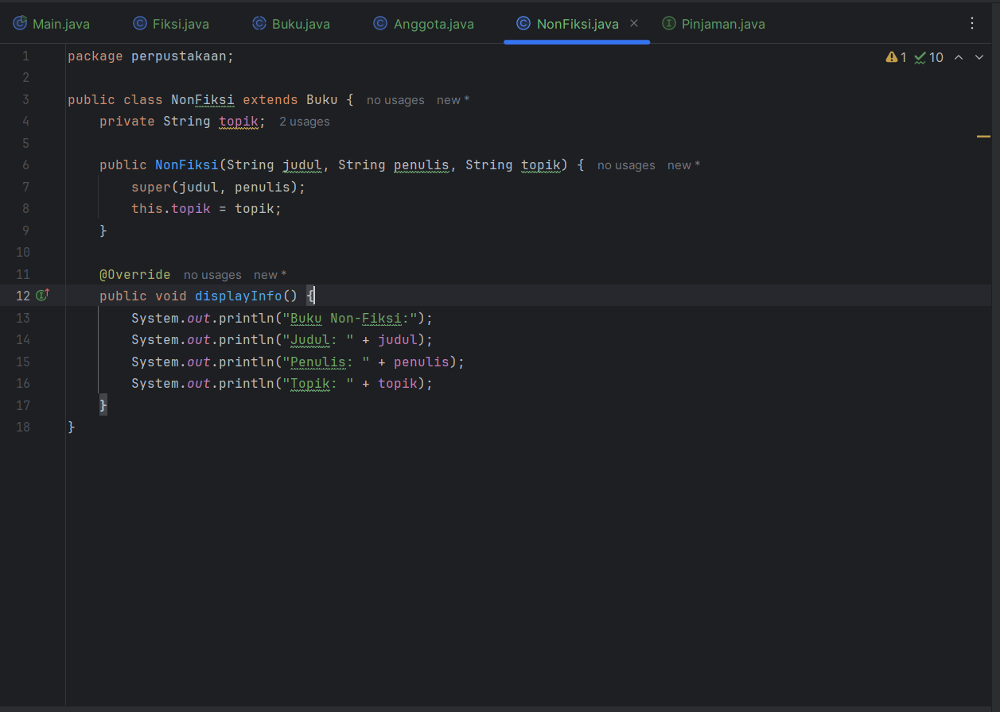 Main.java Fiksi.java Buku.java Anggota.java NonFiksi.java Pinjaman.java
1 package perpustakaan; 1 10
2
3 public class NonFiksi extends Buku { no usages new *
4 private String topik; 2 usages
5
6 public NonFiksi(String judul, String penulis, String topik) { no usages new *
7 super(judul, penulis);
8 this.topik = topik;
9 }
10
11 @Override no usages new *
12 public void displayInfo() {
13 System.out.println("Buku Non-Fiksi:");
14 System.out.println("Judul: " + judul);
15 System.out.println("Penulis: " + penulis);
16 System.out.println("Topik: " + topik);
17 }
18 }